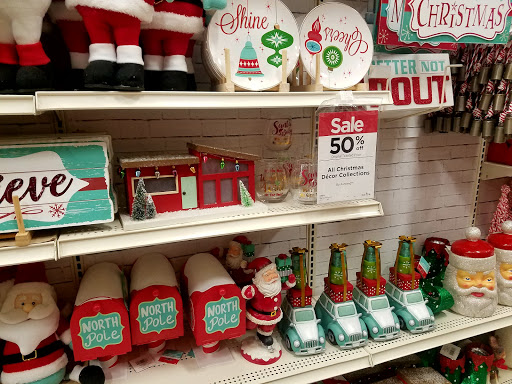 Shine
Cheers
CHRISTMAS
BETTER NOT
POUT
Sale
50% off
All Christmas
Décor Collections
ieve
NORTH
Pole
NORTH
Pole
NORTH
Pole